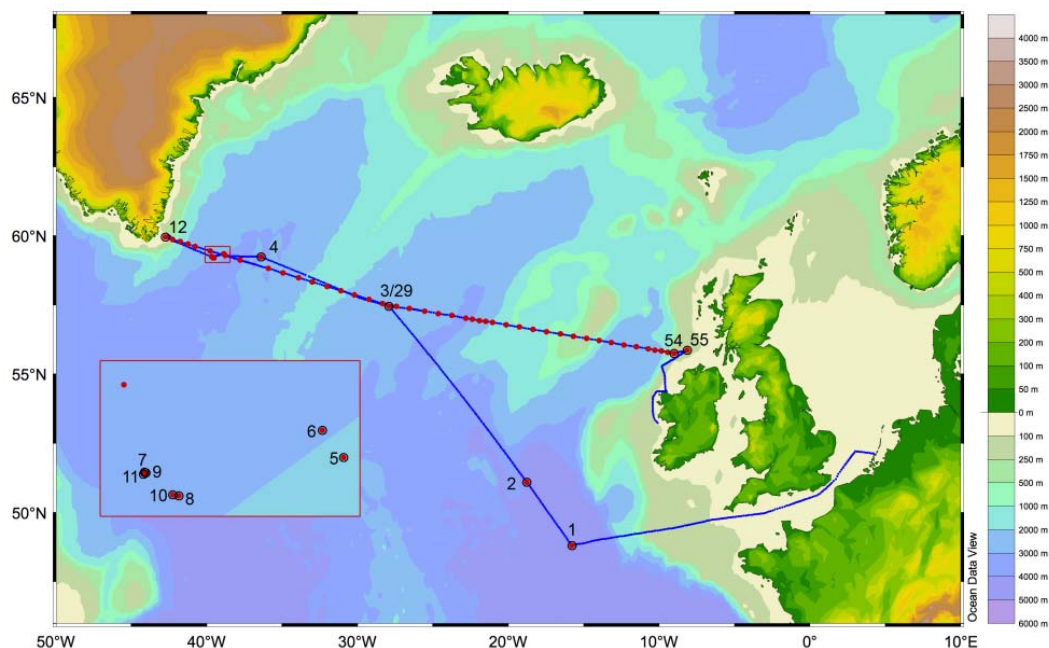 65°N
60°N
55°N
50°N
50°W
40°W
30°W
20°W
10°W
0°
10°E
12
4
3/29
54
55
2
1
6
5
7
9
11
10
8
Ocean Data View
4000 m
3500 m
3000 m
2500 m
2000 m
1750 m
1500 m
1250 m
1000 m
750 m
500 m
400 m
300 m
200 m
100 m
50 m
0 m
100 m
250 m
500 m
1000 m
2000 m
3000 m
4000 m
5000 m
6000 m